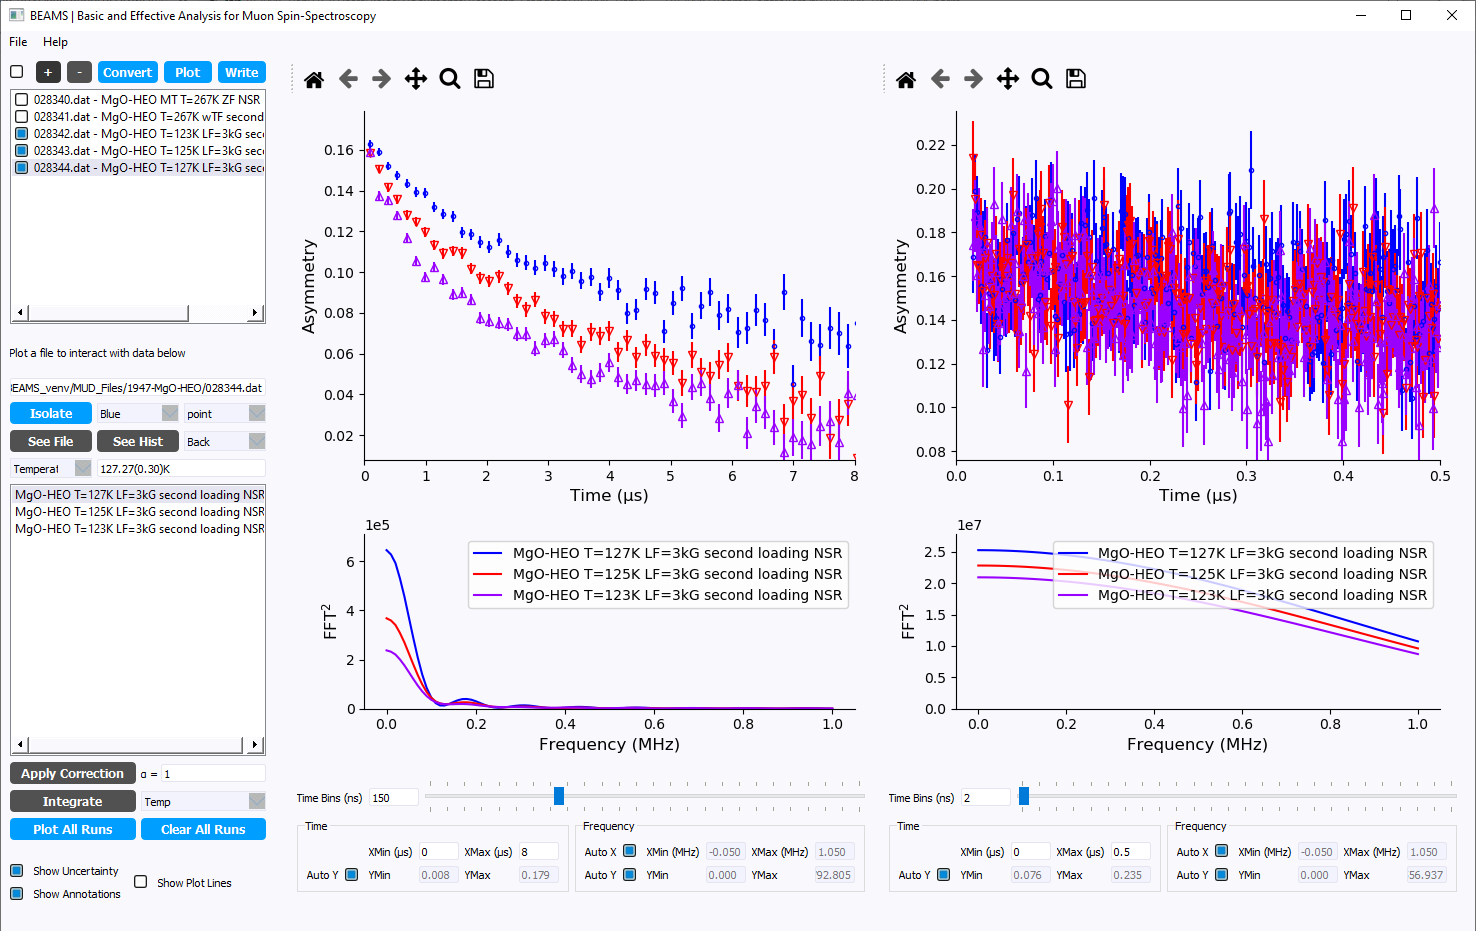 BEAMS | Basic and Effective Analysis for Muon Spin-Spectroscopy
File Help
+ - Convert Plot Write
028340.dat - MgO-HEO MT T=267K ZF NSR
028341.dat - MgO-HEO T=267K wTF second
028342.dat - MgO-HEO T=123K LF=3kG sec
028343.dat - MgO-HEO T=125K LF=3kG sec
028344.dat - MgO-HEO T=127K LF=3kG sec
Plot a file to interact with data below
BEAMS_venv/MUD_Files/1947-MgO-HEO/028344.dat
Isolate Blue point
See File See Hist Back
Temperat 127.27(0.30)K
MgO-HEO T=127K LF=3kG second loading NSR
MgO-HEO T=125K LF=3kG second loading NSR
MgO-HEO T=123K LF=3kG second loading NSR
Apply Correction α = 1
Integrate Temp
Plot All Runs Clear All Runs
Show Uncertainty
Show Annotations
Show Plot Lines
Asymmetry
0.16
0.14
0.12
0.10
0.08
0.06
0.04
0.02
0 1 2 3 4 5 6 7 8
Time (µs)
1e5
FFT²
6
4
2
0
MgO-HEO T=127K LF=3kG second loading NSR
MgO-HEO T=125K LF=3kG second loading NSR
MgO-HEO T=123K LF=3kG second loading NSR
0.0 0.2 0.4 0.6 0.8 1.0
Frequency (MHz)
Time Bins (ns) 150
Time
XMin (µs) 0 XMax (µs) 8
Auto Y YMin 0.008 YMax 0.179
Frequency
Auto X XMin (MHz) -0.050 XMax (MHz) 1.050
Auto Y YMin 0.000 YMax 92.805
Asymmetry
0.22
0.20
0.18
0.16
0.14
0.12
0.10
0.08
0.0 0.1 0.2 0.3 0.4 0.5
Time (µs)
1e7
FFT²
2.5
2.0
1.5
1.0
0.5
0.0
MgO-HEO T=127K LF=3kG second loading NSR
MgO-HEO T=125K LF=3kG second loading NSR
MgO-HEO T=123K LF=3kG second loading NSR
0.0 0.2 0.4 0.6 0.8 1.0
Frequency (MHz)
Time Bins (ns) 2
Time
XMin (µs) 0 XMax (µs) 0.5
Auto Y YMin 0.076 YMax 0.235
Frequency
Auto X XMin (MHz) -0.050 XMax (MHz) 1.050
Auto Y YMin 0.000 YMax 56.937